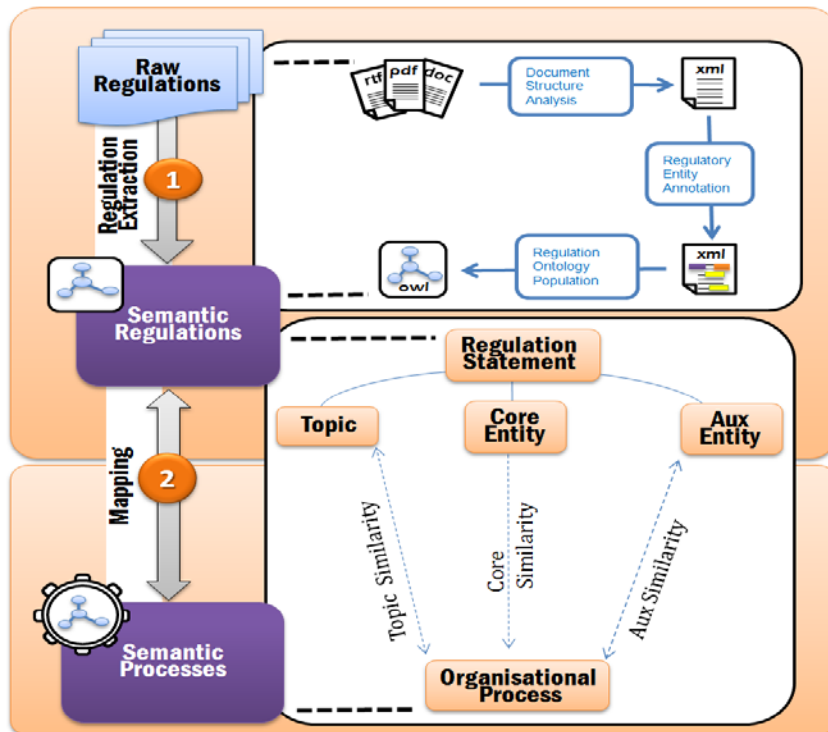 Raw
Regulations
rtf
pdf
doc
Document
Structure
Analysis
xml
Regulation
Extraction
1
Regulatory
Entity
Annotation
xml
Regulation
Ontology
Population
owl
Semantic
Regulations
Regulation
Statement
Topic
Core
Entity
Aux
Entity
Mapping
2
Topic Similarity
Core
Similarity
Aux Similarity
Semantic
Processes
Organisational
Process